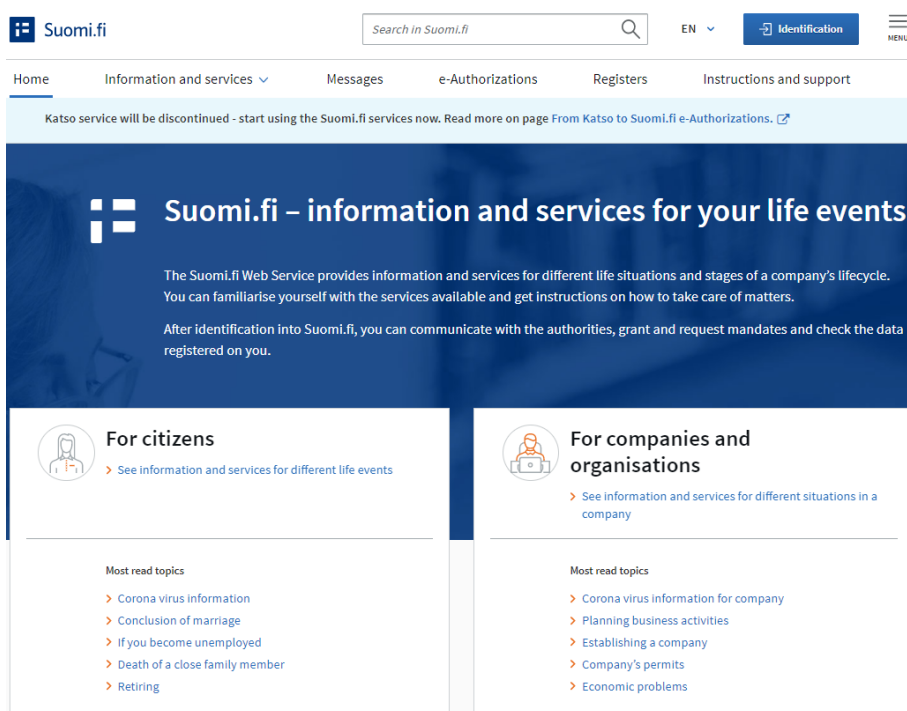 Suomi.fi
Search in Suomi.fi
EN
Identification
MENU
Home
Information and services
Messages
e-Authorizations
Registers
Instructions and support
Katso service will be discontinued - start using the Suomi.fi services now. Read more on page From Katso to Suomi.fi e-Authorizations.
Suomi.fi – information and services for your life events
The Suomi.fi Web Service provides information and services for different life situations and stages of a company's lifecycle.
You can familiarise yourself with the services available and get instructions on how to take care of matters.
After identification into Suomi.fi, you can communicate with the authorities, grant and request mandates and check the data
registered on you.
For citizens
See information and services for different life events
Most read topics
Corona virus information
Conclusion of marriage
If you become unemployed
Death of a close family member
Retiring
For companies and
organisations
See information and services for different situations in a
company
Most read topics
Corona virus information for company
Planning business activities
Establishing a company
Company's permits
Economic problems